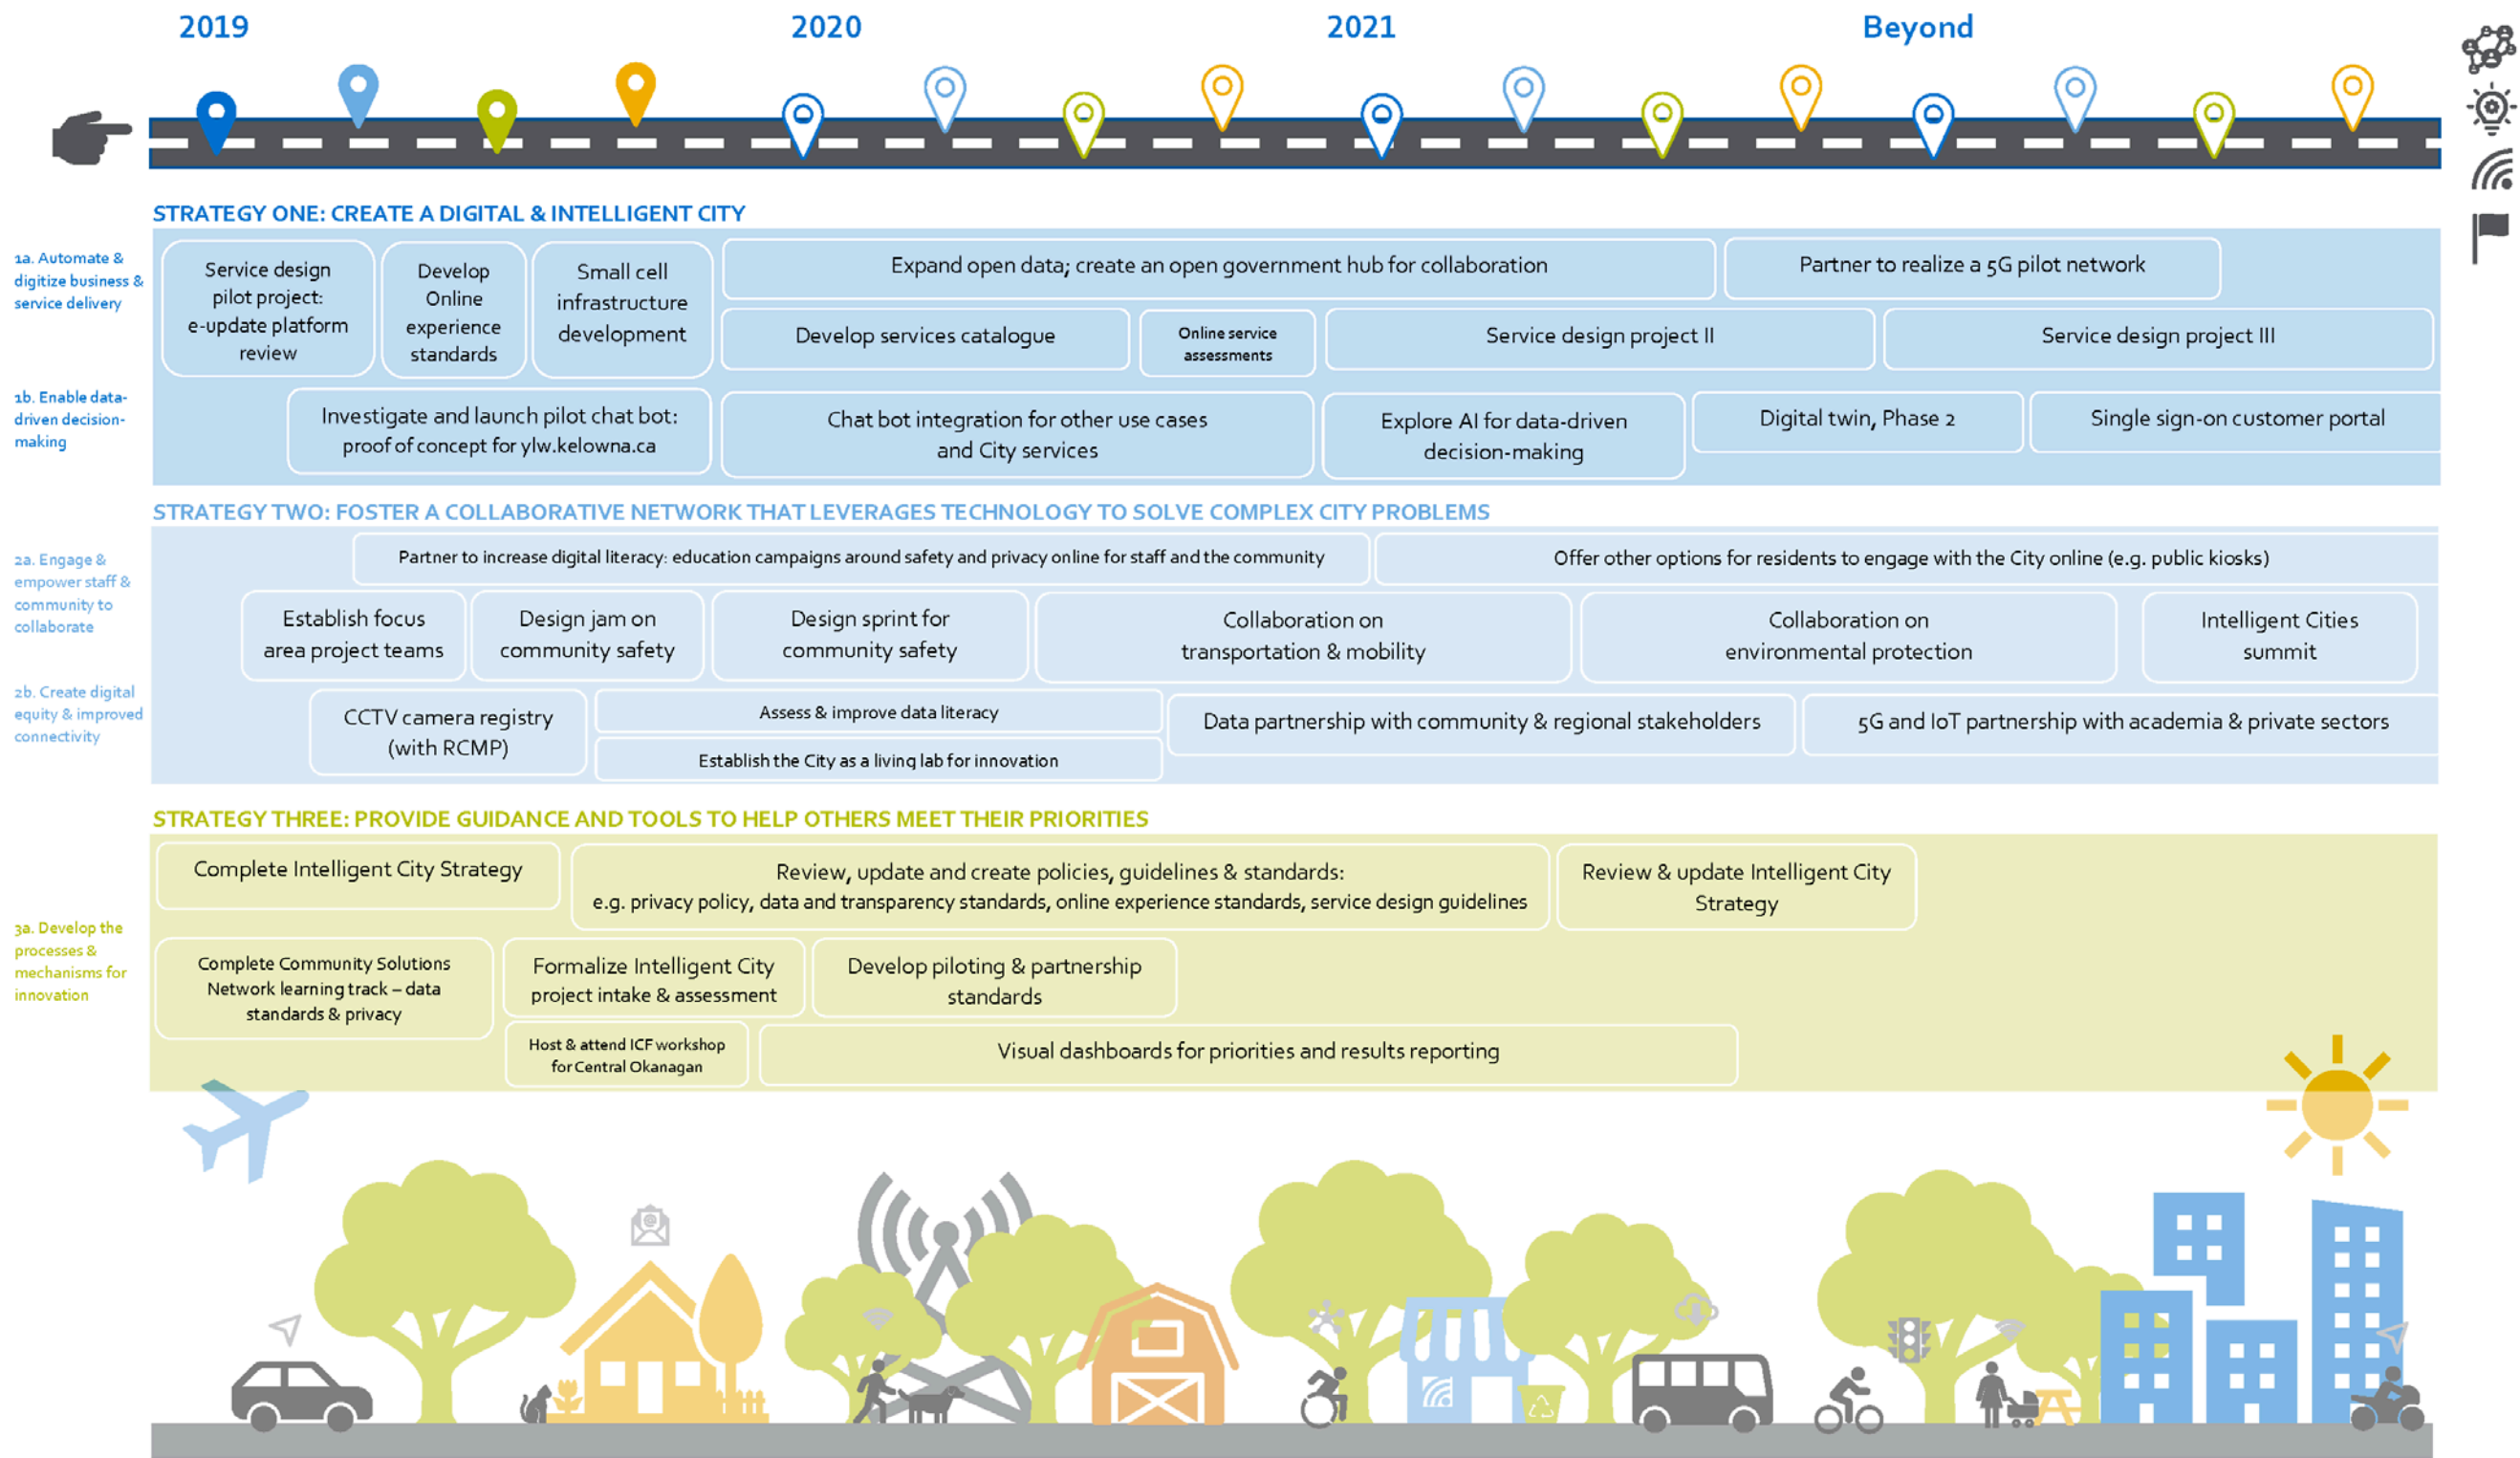 2019
2020
2021
Beyond
STRATEGY ONE: CREATE A DIGITAL & INTELLIGENT CITY
1a. Automate &
digitize business &
service delivery
Service design
pilot project:
e-update platform
review
Develop
Online
experience
standards
Small cell
infrastructure
development
Expand open data; create an open government hub for collaboration
Partner to realize a 5G pilot network
Develop services catalogue
Online service
assessments
Service design project II
Service design project III
1b. Enable data-
driven decision-
making
Investigate and launch pilot chat bot:
proof of concept for ylw.kelowna.ca
Chat bot integration for other use cases
and City services
Explore AI for data-driven
decision-making
Digital twin, Phase 2
Single sign-on customer portal
STRATEGY TWO: FOSTER A COLLABORATIVE NETWORK THAT LEVERAGES TECHNOLOGY TO SOLVE COMPLEX CITY PROBLEMS
2a. Engage &
empower staff &
community to
collaborate
Partner to increase digital literacy: education campaigns around safety and privacy online for staff and the community
Offer other options for residents to engage with the City online (e.g. public kiosks)
Establish focus
area project teams
Design jam on
community safety
Design sprint for
community safety
Collaboration on
transportation & mobility
Collaboration on
environmental protection
Intelligent Cities
summit
2b. Create digital
equity & improved
connectivity
CCTV camera registry
(with RCMP)
Assess & improve data literacy
Establish the City as a living lab for innovation
Data partnership with community & regional stakeholders
5G and IoT partnership with academia & private sectors
STRATEGY THREE: PROVIDE GUIDANCE AND TOOLS TO HELP OTHERS MEET THEIR PRIORITIES
Complete Intelligent City Strategy
Review, update and create policies, guidelines & standards:
e.g. privacy policy, data and transparency standards, online experience standards, service design guidelines
Review & update Intelligent City
Strategy
3a. Develop the
processes &
mechanisms for
innovation
Complete Community Solutions
Network learning track – data
standards & privacy
Formalize Intelligent City
project intake & assessment
Develop piloting & partnership
standards
Host & attend ICF workshop
for Central Okanagan
Visual dashboards for priorities and results reporting